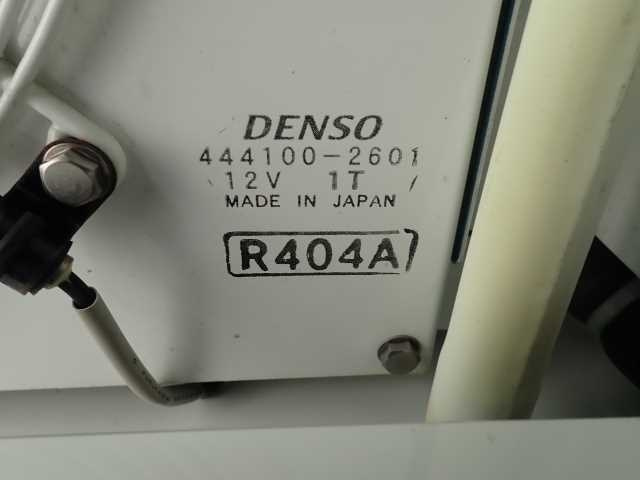 DENSO
444100-2601
12V 1T
MADE IN JAPAN
R404A